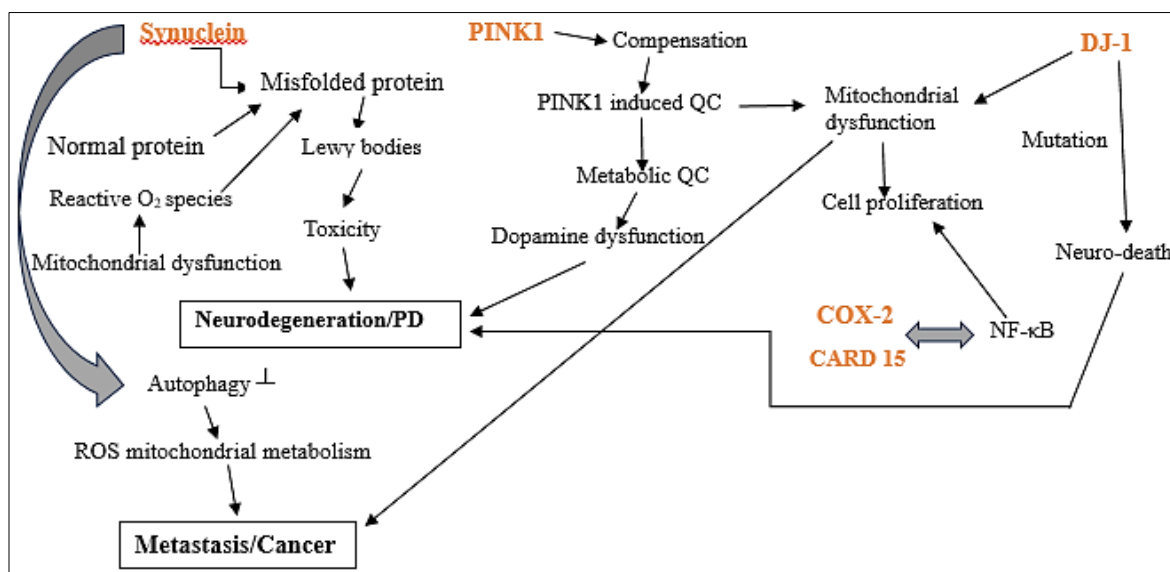 Synuclein
PINK1
Compensation
DJ-1
Misfolded protein
PINK1 induced QC
Mitochondrial
dysfunction
Normal protein
Lewy bodies
Mutation
Metabolic QC
Reactive O₂ species
Cell proliferation
Toxicity
Dopamine dysfunction
Mitochondrial dysfunction
Neuro-death
Neurodegeneration/PD
COX-2
NF-κB
CARD 15
Autophagy ⊥
ROS mitochondrial metabolism
Metastasis/Cancer